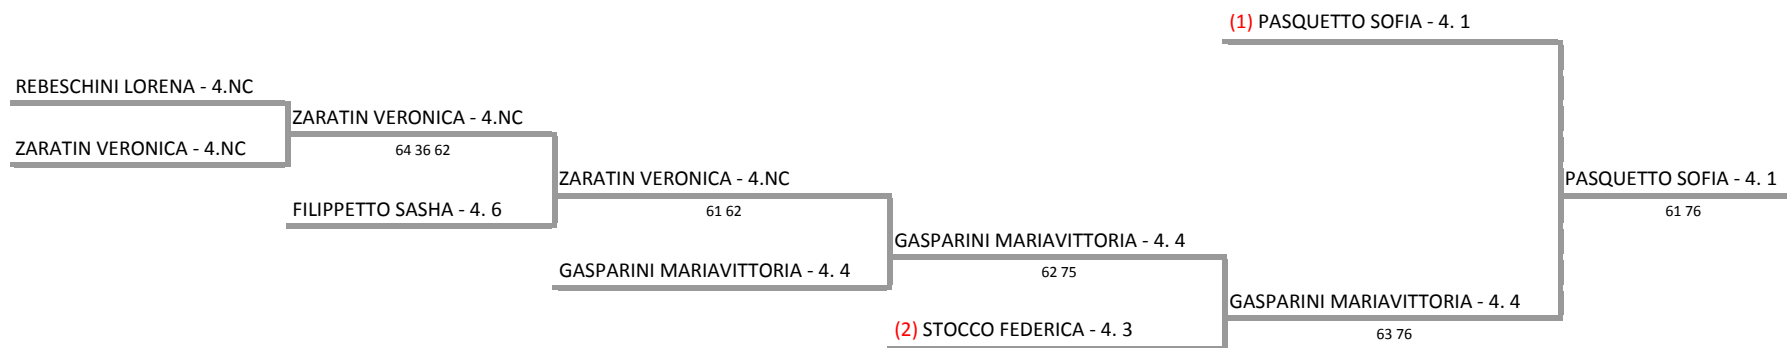 (1) PASQUETTO SOFIA - 4. 1
REBESCHINI LORENA - 4.NC
ZARATIN VERONICA - 4.NC
ZARATIN VERONICA - 4.NC
64 36 62
ZARATIN VERONICA - 4.NC
61 62
FILIPPETTO SASHA - 4. 6
PASQUETTO SOFIA - 4. 1
61 76
GASPARINI MARIAVITTORIA - 4. 4
62 75
GASPARINI MARIAVITTORIA - 4. 4
GASPARINI MARIAVITTORIA - 4. 4
63 76
(2) STOCCO FEDERICA - 4. 3